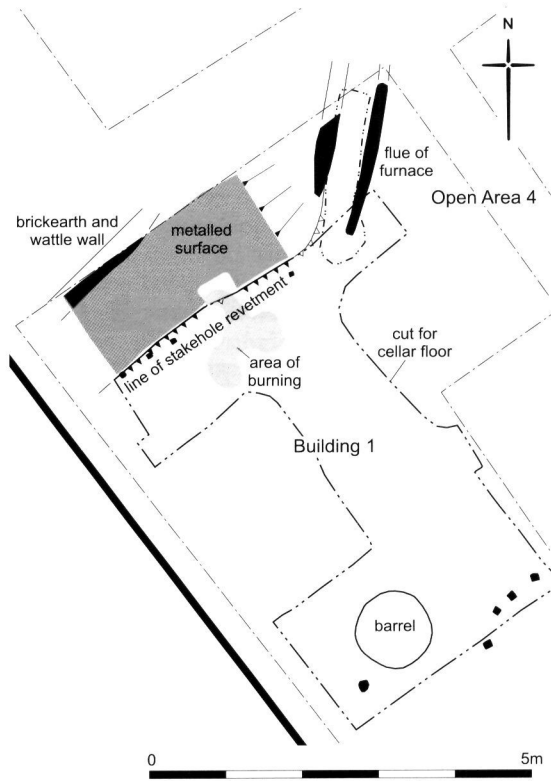 N
flue of
furnace
Open Area 4
brickearth and
wattle wall
metalled
surface
line of stakehole revetment
area of
burning
cut for
cellar floor
Building 1
barrel
0
5m